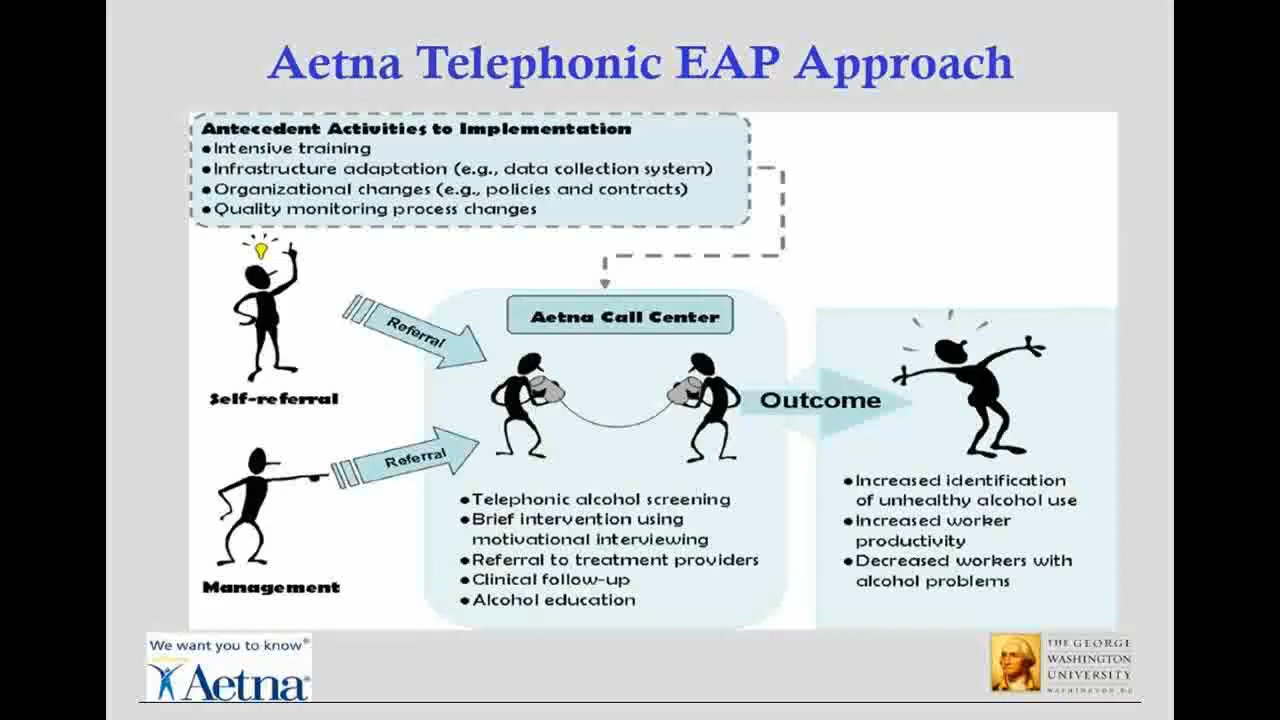 Aetna Telephonic EAP Approach
Antecedent Activities to Implementation
•Intensive training
•Infrastructure adaptation (e.g., data collection system)
•Organizational changes (e.g., policies and contracts)
•Quality monitoring process changes
Referral
Self-referral
Referral
Management
Aetna Call Center
•Telephonic alcohol screening
•Brief intervention using
motivational interviewing
•Referral to treatment providers
•Clinical follow-up
•Alcohol education
Outcome
•Increased identification
of unhealthy alcohol use
•Increased worker
productivity
•Decreased workers with
alcohol problems
We want you to know®
Aetna®
THE GEORGE
WASHINGTON
UNIVERSITY
WASHINGTON DC